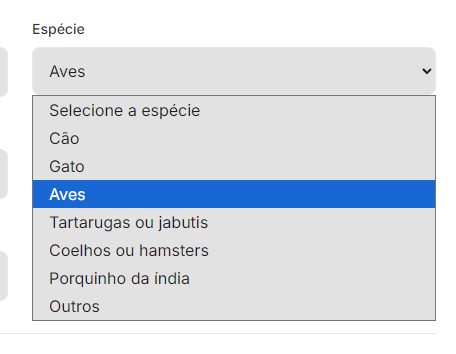 Espécie
Aves
Selecione a espécie
Cão
Gato
Aves
Tartarugas ou jabutis
Coelhos ou hamsters
Porquinho da índia
Outros